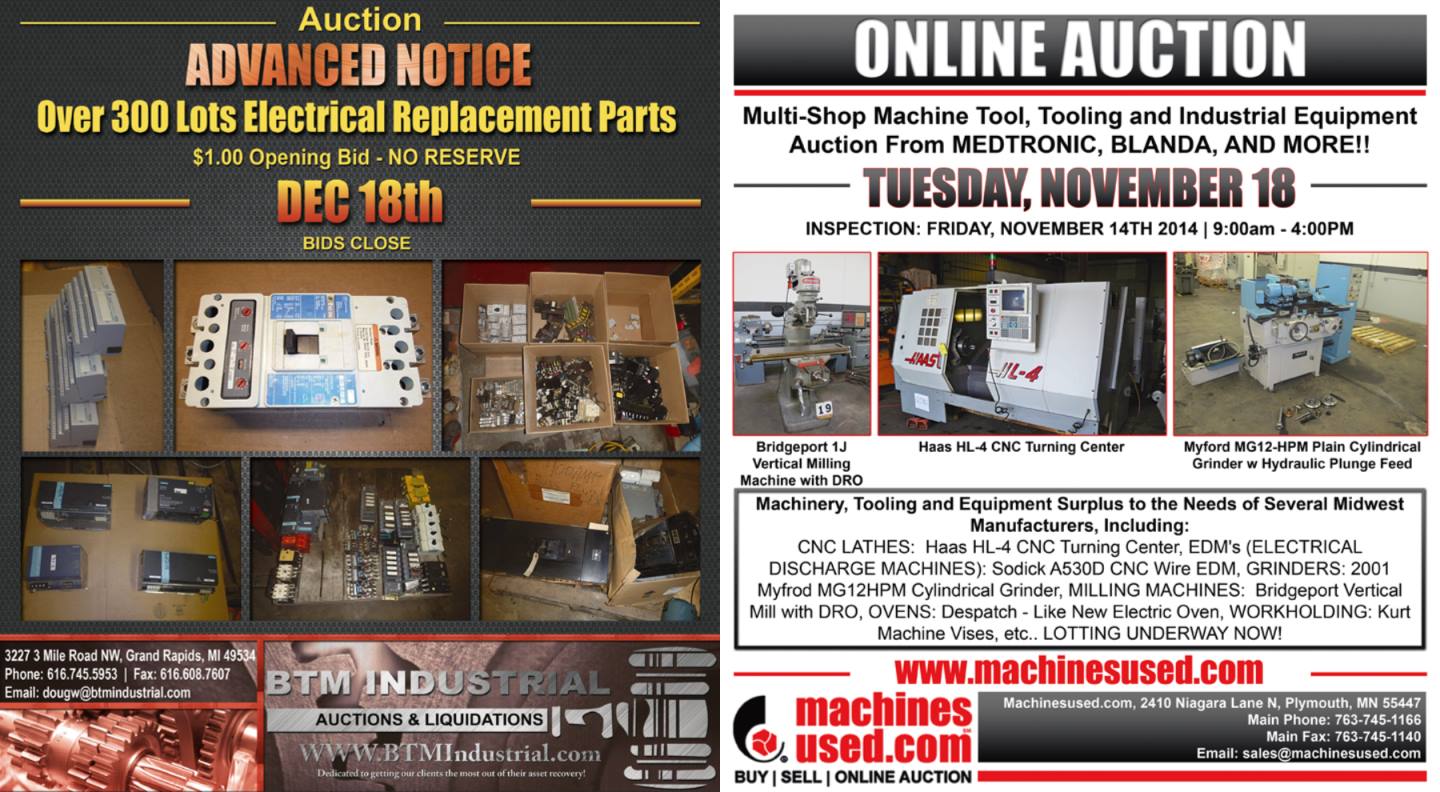 Auction
ADVANCED NOTICE
Over 300 Lots Electrical Replacement Parts
$1.00 Opening Bid - NO RESERVE
DEC 18th
BIDS CLOSE
3227 3 Mile Road NW, Grand Rapids, MI 49534
Phone: 616.745.5953 | Fax: 616.608.7607
Email: dougw@btmindustrial.com
BTM INDUSTRIAL
AUCTIONS & LIQUIDATIONS
WWW.BTMIndustrial.com
Dedicated to getting our clients the most out of their asset recovery!
ONLINE AUCTION
Multi-Shop Machine Tool, Tooling and Industrial Equipment
Auction From MEDTRONIC, BLANDA, AND MORE!!
TUESDAY, NOVEMBER 18
INSPECTION: FRIDAY, NOVEMBER 14TH 2014 | 9:00am - 4:00PM
19
HAAS
HL-4
Bridgeport 1J
Vertical Milling
Machine with DRO
Haas HL-4 CNC Turning Center
Myford MG12-HPM Plain Cylindrical
Grinder w Hydraulic Plunge Feed
Machinery, Tooling and Equipment Surplus to the Needs of Several Midwest
Manufacturers, Including:
CNC LATHES: Haas HL-4 CNC Turning Center, EDM's (ELECTRICAL
DISCHARGE MACHINES): Sodick A530D CNC Wire EDM, GRINDERS: 2001
Myfrod MG12HPM Cylindrical Grinder, MILLING MACHINES: Bridgeport Vertical
Mill with DRO, OVENS: Despatch - Like New Electric Oven, WORKHOLDING: Kurt
Machine Vises, etc.. LOTTING UNDERWAY NOW!
www.machinesused.com
machines
used.com
BUY | SELL | ONLINE AUCTION
Machinesused.com, 2410 Niagara Lane N, Plymouth, MN 55447
Main Phone: 763-745-1166
Main Fax: 763-745-1140
Email: sales@machinesused.com